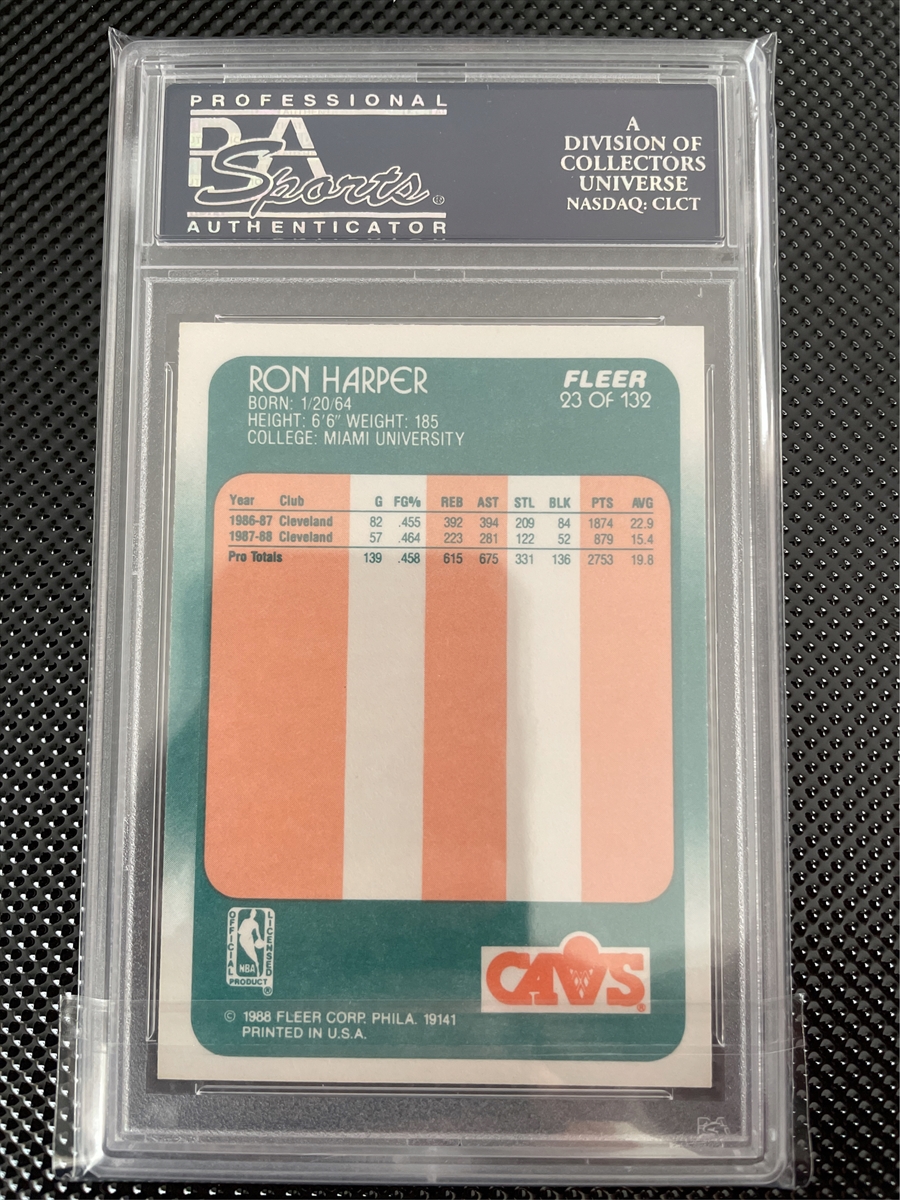 PROFESSIONAL
PSA
Sports®
AUTHENTICATOR
A
DIVISION OF
COLLECTORS
UNIVERSE
NASDAQ: CLCT
RON HARPER
BORN: 1/20/64
HEIGHT: 6'6" WEIGHT: 185
COLLEGE: MIAMI UNIVERSITY
FLEER
23 OF 132
Year Club G FG% REB AST STL BLK PTS AVG
1986-87 Cleveland 82 .455 392 394 209 84 1874 22.9
1987-88 Cleveland 57 .464 223 281 122 52 879 15.4
Pro Totals 139 .458 615 675 331 136 2753 19.8
OFFICIAL
LICENSED
NBA
PRODUCT
®
CAVS®
© 1988 FLEER CORP. PHILA. 19141
PRINTED IN U.S.A.
PSA